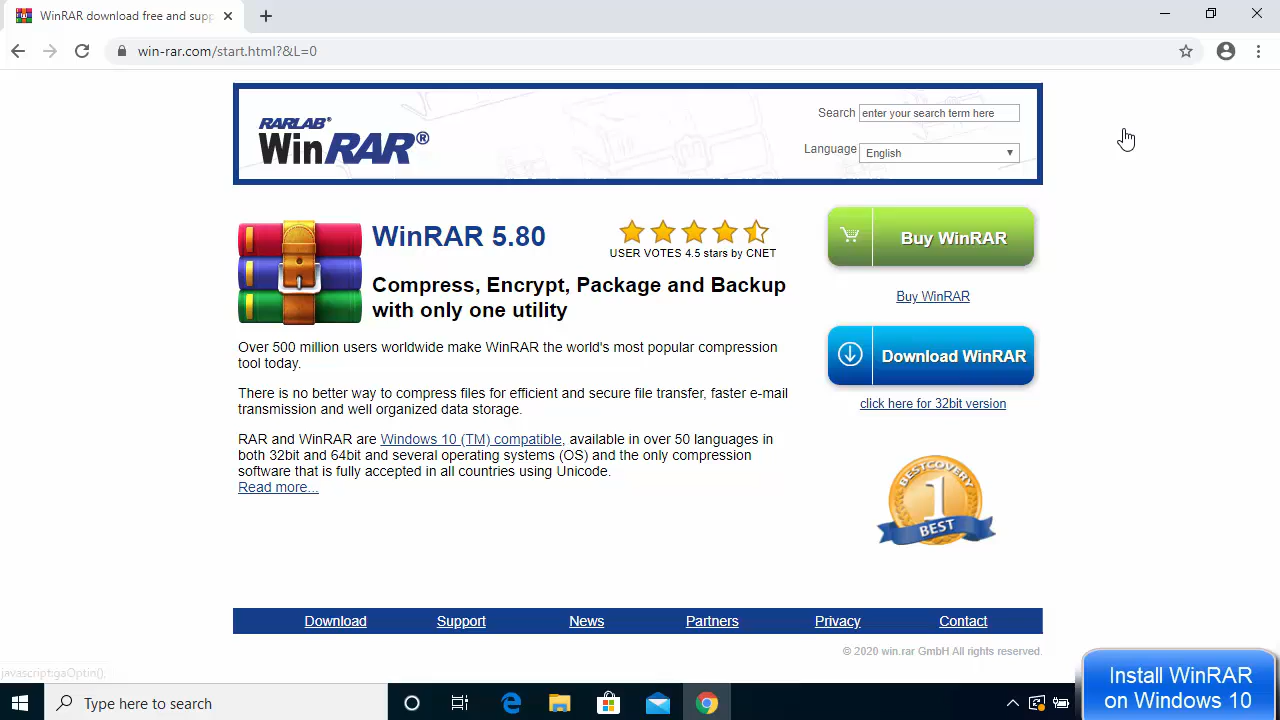 WinRAR download free and supp
win-rar.com/start.html?&L=0
RARLAB®
WinRAR®
Search enter your search term here
Language English
WinRAR 5.80
USER VOTES 4.5 stars by CNET
Compress, Encrypt, Package and Backup
with only one utility
Over 500 million users worldwide make WinRAR the world's most popular compression
tool today.
There is no better way to compress files for efficient and secure file transfer, faster e-mail
transmission and well organized data storage.
RAR and WinRAR are Windows 10 (TM) compatible, available in over 50 languages in
both 32bit and 64bit and several operating systems (OS) and the only compression
software that is fully accepted in all countries using Unicode.
Read more...
Buy WinRAR
Buy WinRAR
Download WinRAR
click here for 32bit version
BESTCOVERY
1
BEST
Download Support News Partners Privacy Contact
© 2020 win.rar GmbH All rights reserved.
javascript:gaOptin();
Type here to search
Install WinRAR
on Windows 10